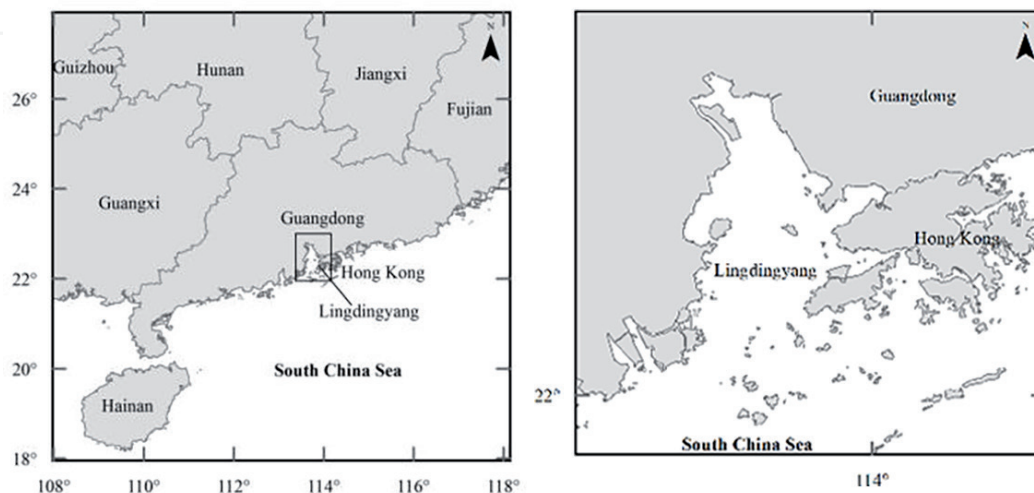 N
Guizhou
Hunan
Jiangxi
Fujian
Guangxi
Guangdong
Hong Kong
Lingdingyang
South China Sea
Hainan
26°
24°
22°
20°
18°
108°
110°
112°
114°
116°
118°
N
Guangdong
Hong Kong
Lingdingyang
22°
South China Sea
114°